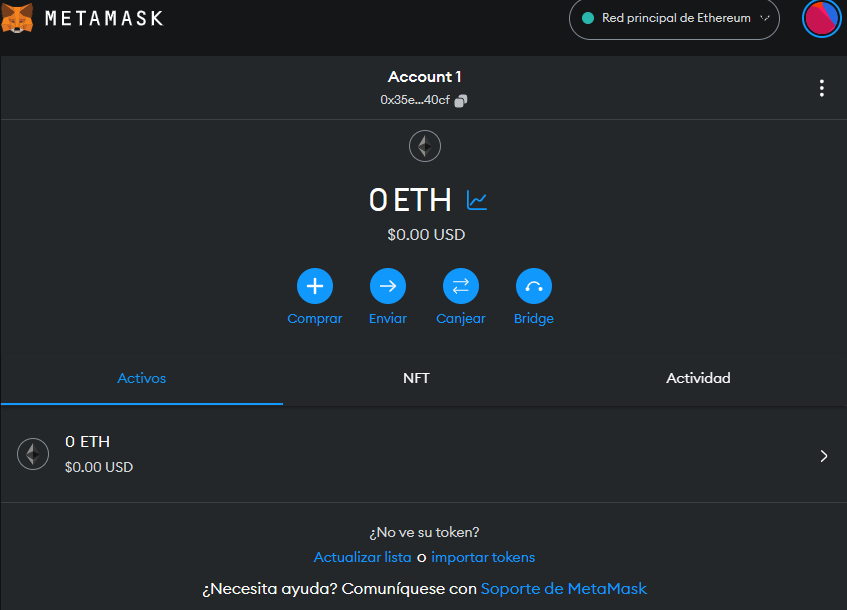 METAMASK
Red principal de Ethereum
Account 1
0x35e...40cf
0 ETH
$0.00 USD
Comprar Enviar Canjear Bridge
Activos NFT Actividad
0 ETH
$0.00 USD
¿No ve su token?
Actualizar lista o importar tokens
¿Necesita ayuda? Comuníquese con Soporte de MetaMask